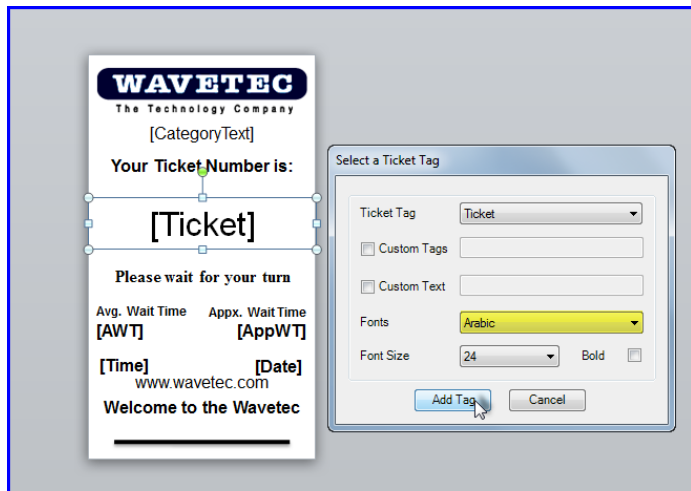 WAVETEC
The Technology Company
[CategoryText]
Your Ticket Number is:
[Ticket]
Please wait for your turn
Avg. Wait Time Appx. Wait Time
[AWT] [AppWT]
[Time] [Date]
www.wavetec.com
Welcome to the Wavetec
Select a Ticket Tag
Ticket Tag Ticket
Custom Tags
Custom Text
Fonts Arabic
Font Size 24 Bold
Add Tag Cancel